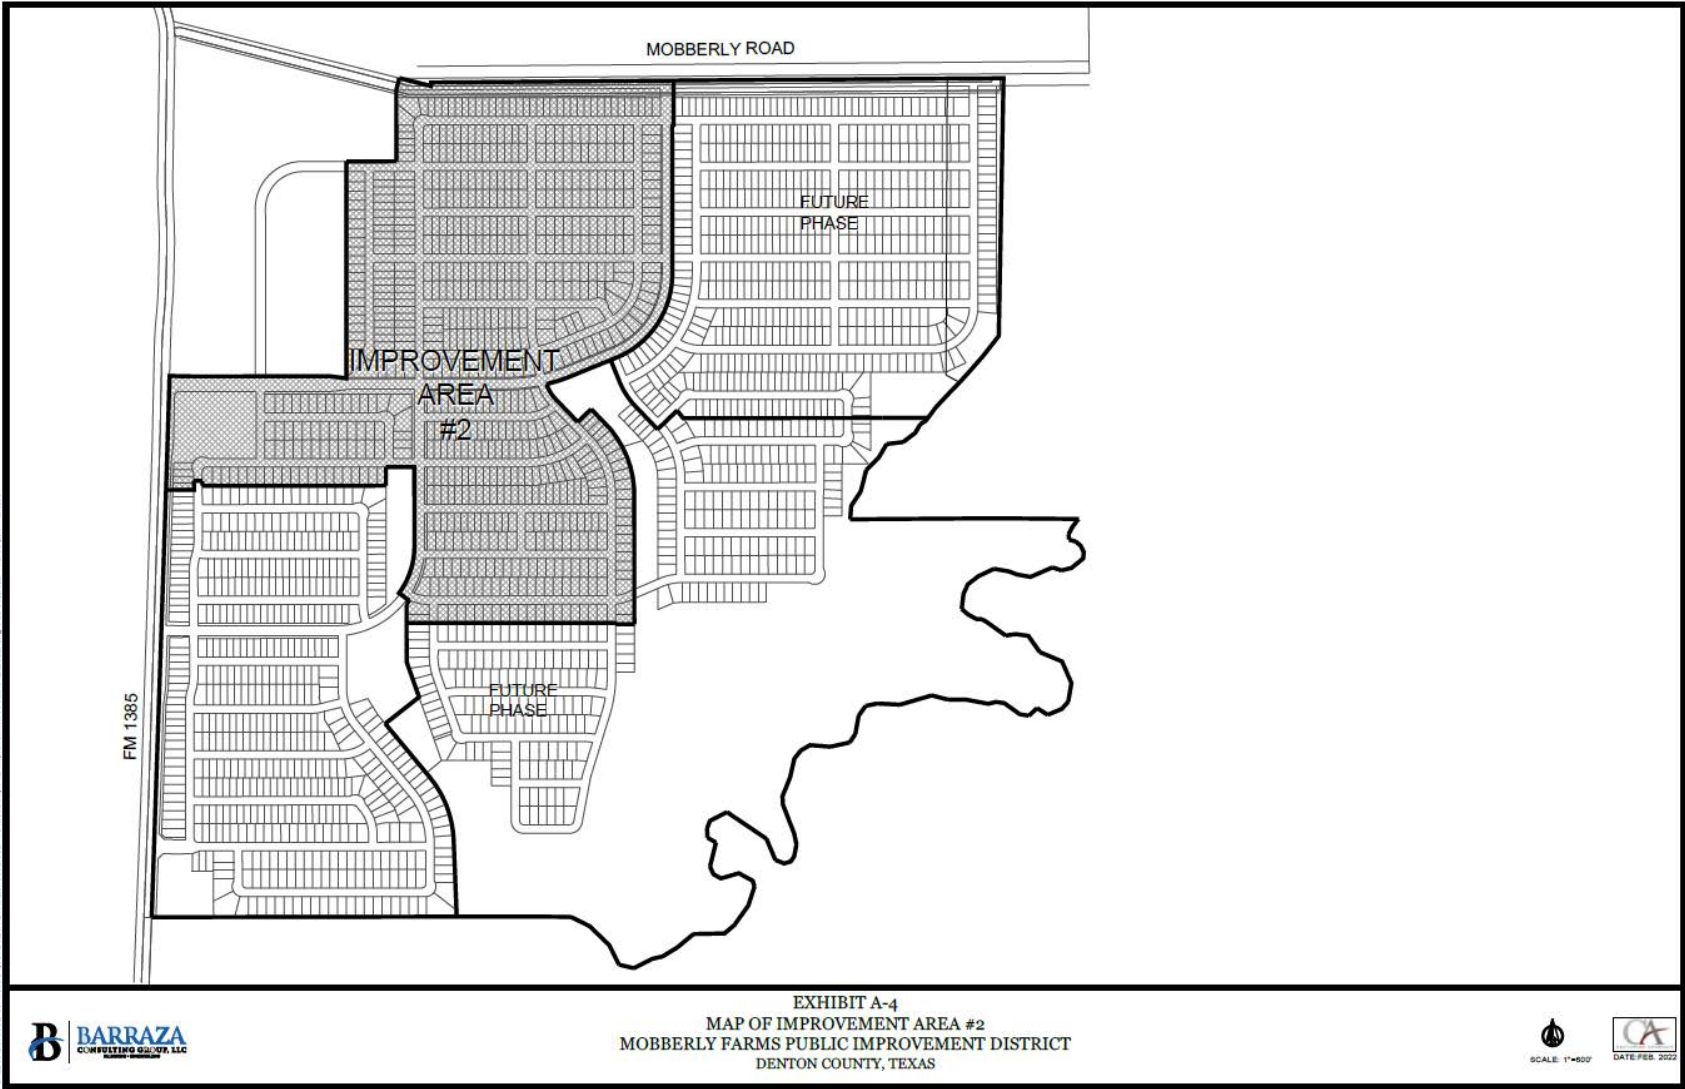 MOBBERLY ROAD
FUTURE
PHASE
IMPROVEMENT
AREA
#2
FUTURE
PHASE
FM 1385
EXHIBIT A-4
MAP OF IMPROVEMENT AREA #2
MOBBERLY FARMS PUBLIC IMPROVEMENT DISTRICT
DENTON COUNTY, TEXAS
B
BARRAZA
CONSULTING GROUP, LLC
SCALE: 1"=600'
CA
DATE:FEB. 2022